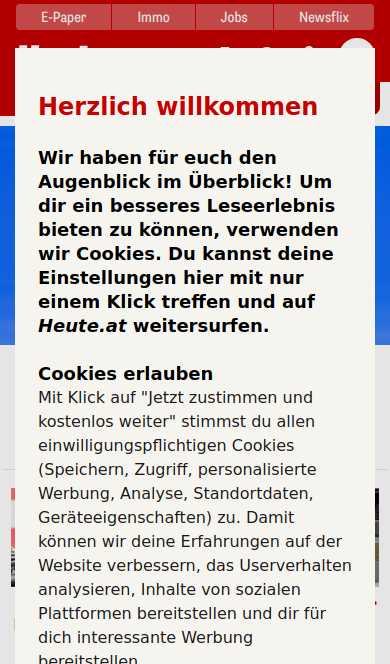 E-Paper
Immo
Jobs
Newsflix
Herzlich willkommen
Wir haben für euch den
Augenblick im Überblick! Um
dir ein besseres Leseerlebnis
bieten zu können, verwenden
wir Cookies. Du kannst deine
Einstellungen hier mit nur
einem Klick treffen und auf
Heute.at weitersurfen.
Cookies erlauben
Mit Klick auf "Jetzt zustimmen und
kostenlos weiter" stimmst du allen
einwilligungspflichtigen Cookies
(Speichern, Zugriff, personalisierte
Werbung, Analyse, Standortdaten,
Geräteeigenschaften) zu. Damit
können wir deine Erfahrungen auf der
Website verbessern, das Userverhalten
analysieren, Inhalte von sozialen
Plattformen bereitstellen und dir für
dich interessante Werbung
bereitstellen